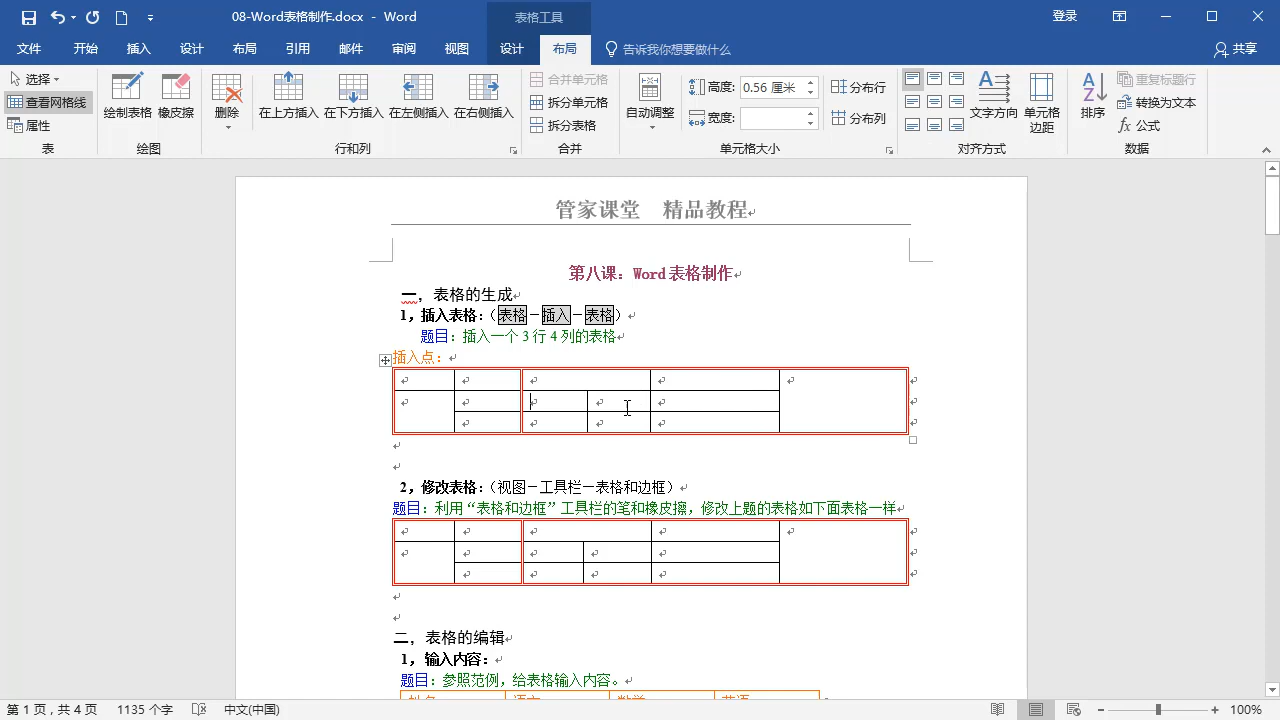 08-Word表格制作.docx - Word
表格工具
登录
文件 开始 插入 设计 布局 引用 邮件 审阅 视图 设计 布局 告诉我你想要做什么 共享
选择
查看网格线
属性
表
绘制表格 橡皮擦
绘图
删除
在上方插入 在下方插入 在左侧插入 在右侧插入
行和列
合并单元格
拆分单元格
拆分表格
合并
自动调整
高度: 0.56 厘米
宽度:
分布行
分布列
单元格大小
文字方向
单元格
边距
对齐方式
排序
重复标题行
转换为文本
fx 公式
数据
管家课堂 精品教程
第八课：Word表格制作
一，表格的生成
1，插入表格：（表格－插入－表格）
题目：插入一个3行4列的表格
插入点：
2，修改表格：（视图－工具栏－表格和边框）
题目：利用“表格和边框”工具栏的笔和橡皮擦，修改上题的表格如下面表格一样
二，表格的编辑
1，输入内容：
题目：参照范例，给表格输入内容。
第 1 页，共 4 页 1135 个字 中文(中国) 100%